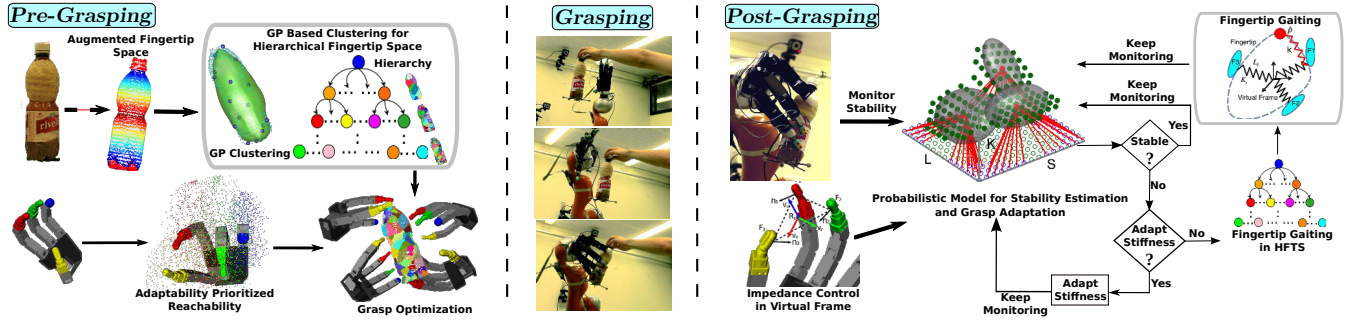 Pre-Grasping
Augmented Fingertip
Space
GP Based Clustering for
Hierarchical Fingertip Space
Hierarchy
GP Clustering
Adaptability Prioritized
Reachability
Grasp Optimization
Grasping
Post-Grasping
Monitor
Stability
L
K
S
Probabilistic Model for Stability Estimation
and Grasp Adaptation
Impedance Control
in Virtual Frame
Keep
Monitoring
Keep
Monitoring
Stable
?
Yes
No
Adapt
Stiffness
?
No
Yes
Adapt
Stiffness
Keep
Monitoring
Fingertip Gaiting
Fingertip
F1
F2
F3
K
Virtual Frame
Fingertip Gaiting
in HFTS